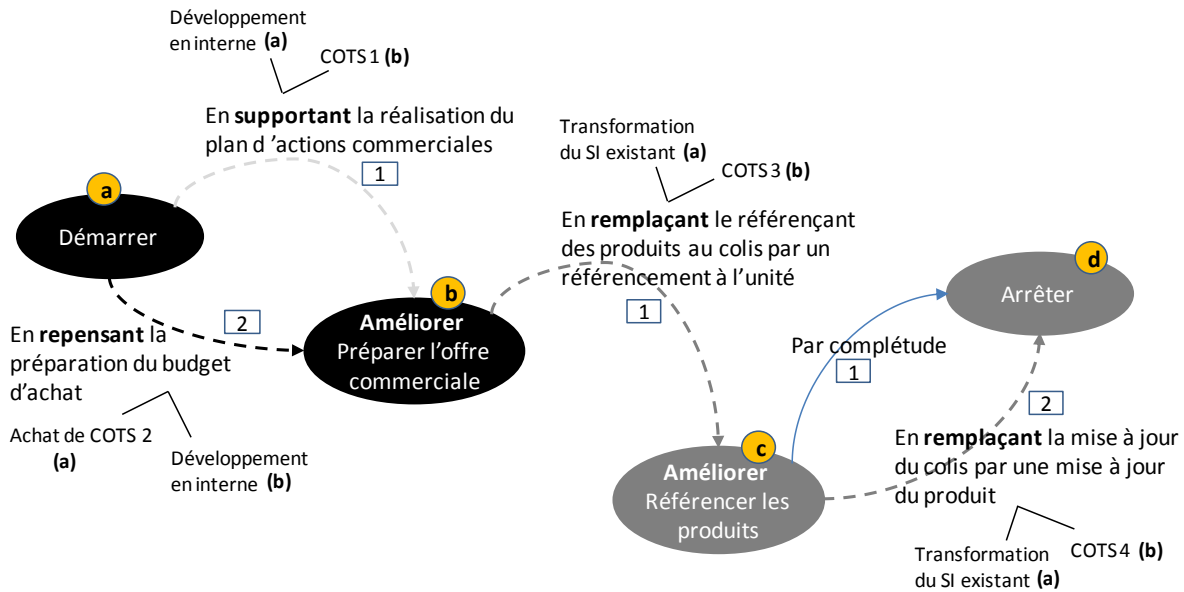 Développement
en interne (a)
COTS 1 (b)
En supportant la réalisation du
plan d ’actions commerciales
1
a
Démarrer
2
En repensant la
préparation du budget
d’achat
Achat de COTS 2
(a)
Développement
en interne (b)
b
Améliorer
Préparer l’offre
commerciale
Transformation
du SI existant (a)
COTS 3 (b)
En remplaçant le référençant
des produits au colis par un
référencement à l’unité
1
c
Améliorer
Référencer les
produits
d
Arrêter
Par complétude
1
2
En remplaçant la mise à jour
du colis par une mise à jour
du produit
Transformation
du SI existant (a)
COTS 4 (b)